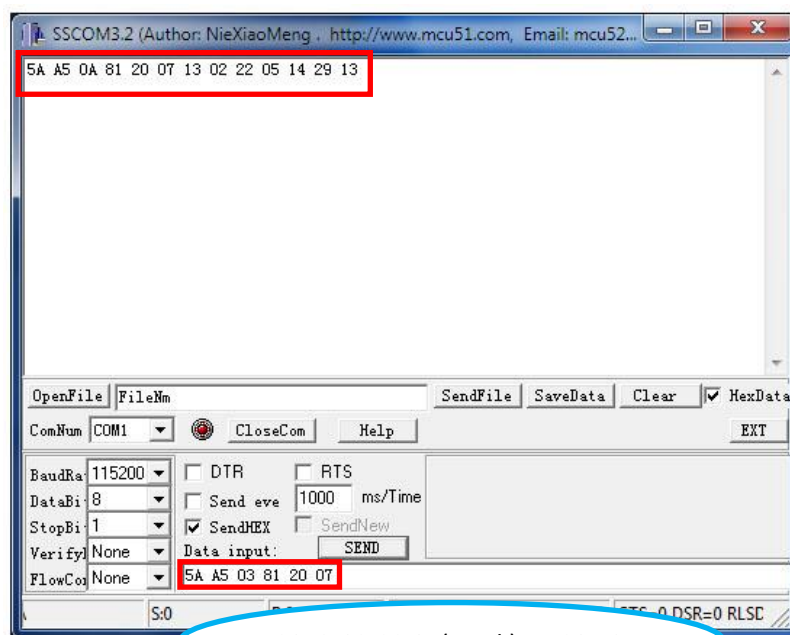 SSCOM3.2 (Author: NieXiaoMeng . http://www.mcu51.com, Email: mcu52...
5A A5 0A 81 20 07 13 02 22 05 14 29 13
OpenFile FileNm SendFile SaveData Clear HexData
ComNum COM1 CloseCom Help EXT
BaudRa 115200 DTR RTS
DataBi 8 Send eve 1000 ms/Time
StopBi 1 SendHEX SendNew
Verify None Data input: SEND
FlowCo None 5A A5 03 81 20 07
S:0 DSR=0 RLSD